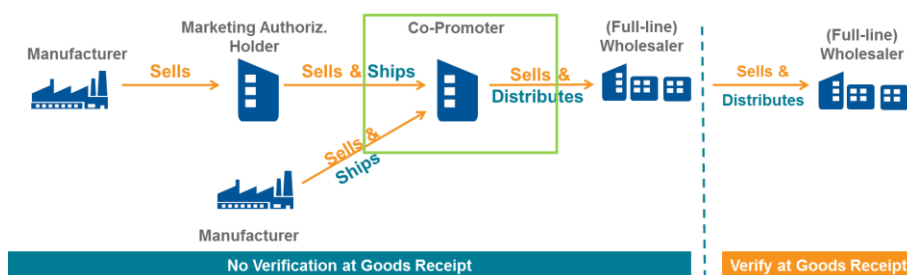 Manufacturer
Marketing Authoriz.
Holder
Co-Promoter
(Full-line)
Wholesaler
(Full-line)
Wholesaler
Sells
Sells & Ships
Sells &
Distributes
Sells &
Distributes
Sells &
Ships
Manufacturer
No Verification at Goods Receipt
Verify at Goods Receipt